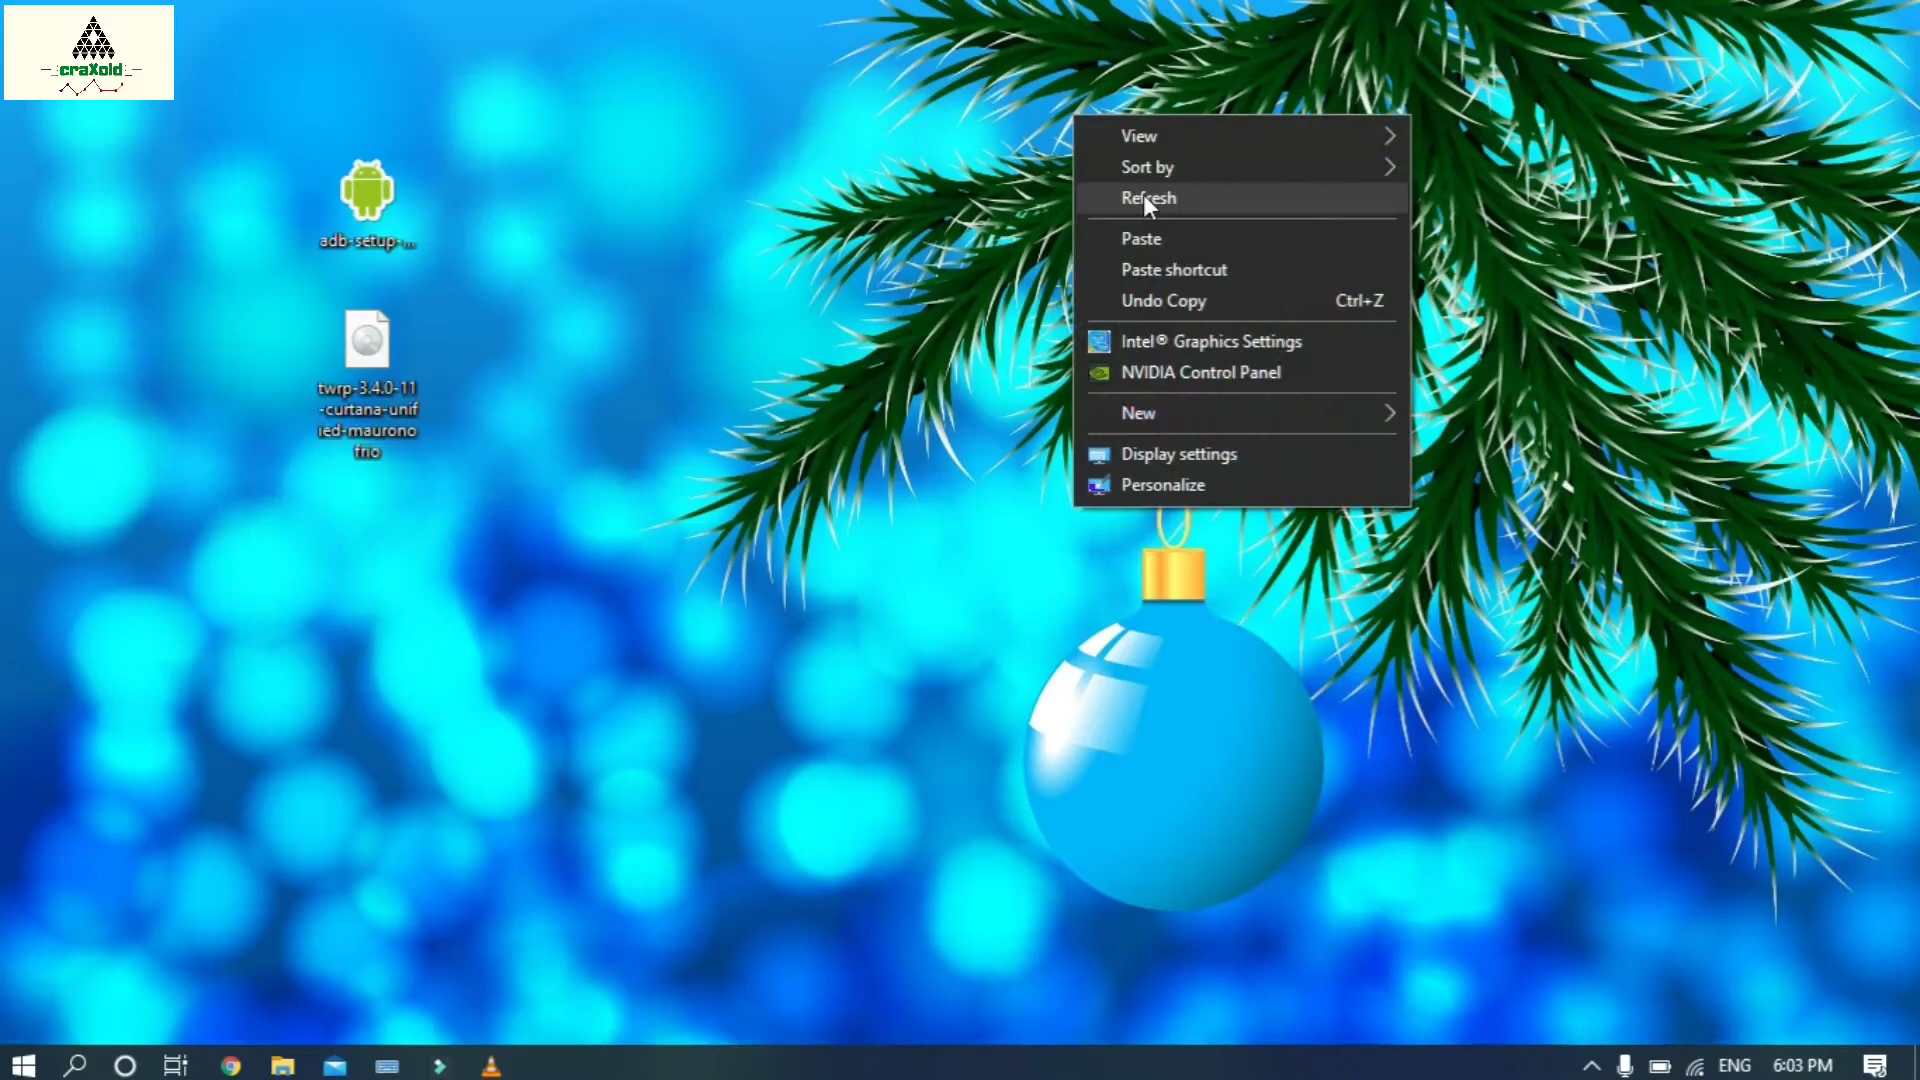 craXoid
adb-setup-...
twrp-3.4.0-11
-curtana-unif
ied-maurono
frio
View
Sort by
Refresh
Paste
Paste shortcut
Undo Copy Ctrl+Z
Intel® Graphics Settings
NVIDIA Control Panel
New
Display settings
Personalize
ENG 6:03 PM